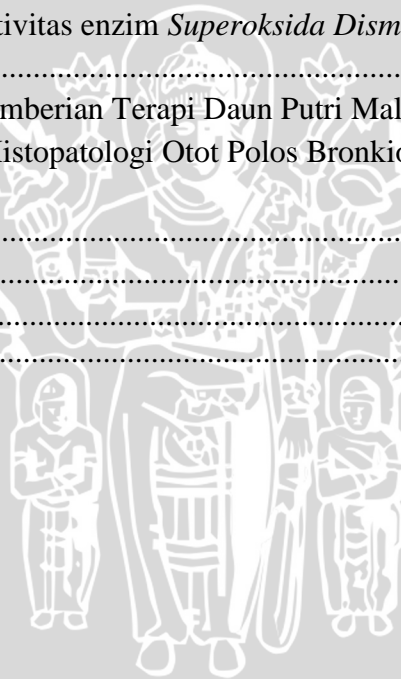 tivitas enzim Superoksida Dism
........................................................
mberian Terapi Daun Putri Mal
Histopatologi Otot Polos Bronkio
........................................................
........................................................
........................................................
........................................................